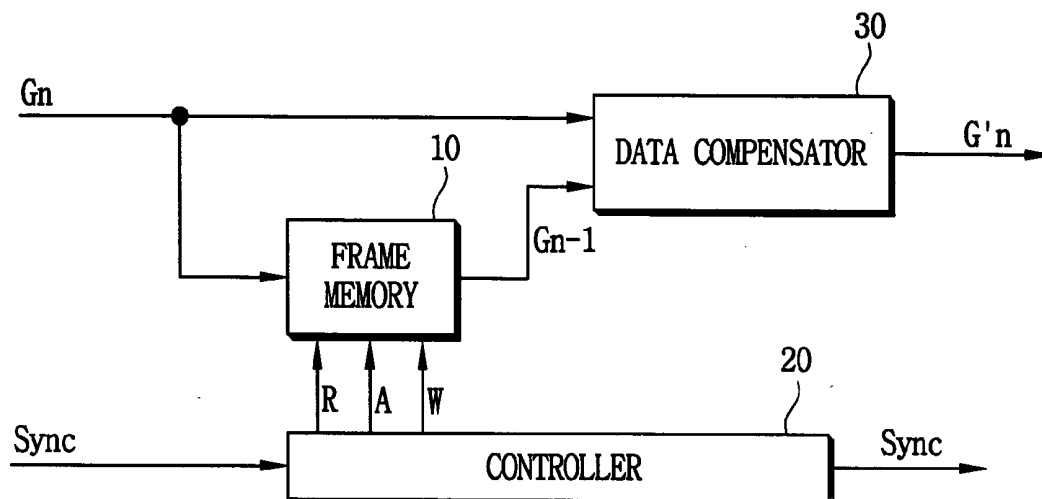 30
Gn
G'n
DATA COMPENSATOR
10
Gn-1
FRAME
MEMORY
R A W
20
Sync
Sync
CONTROLLER